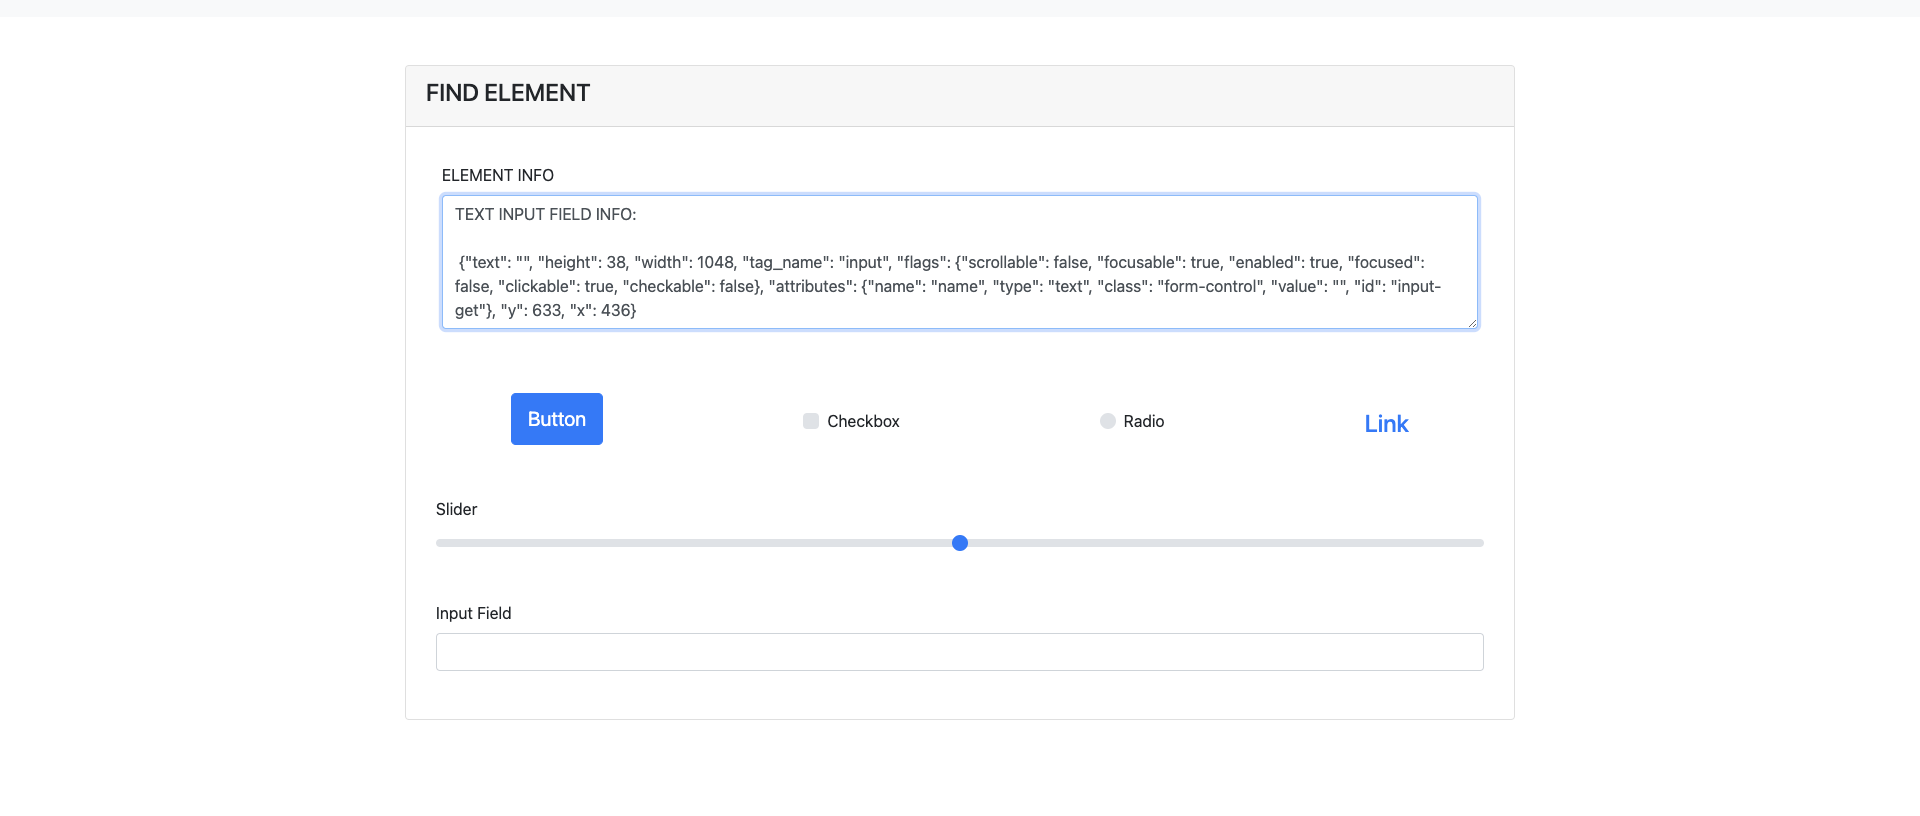 FIND ELEMENT
ELEMENT INFO
TEXT INPUT FIELD INFO:
{"text": "", "height": 38, "width": 1048, "tag_name": "input", "flags": {"scrollable": false, "focusable": true, "enabled": true, "focused":
false, "clickable": true, "checkable": false}, "attributes": {"name": "name", "type": "text", "class": "form-control", "value": "", "id": "input-
get"}, "y": 633, "x": 436}
Button
Checkbox
Radio
Link
Slider
Input Field